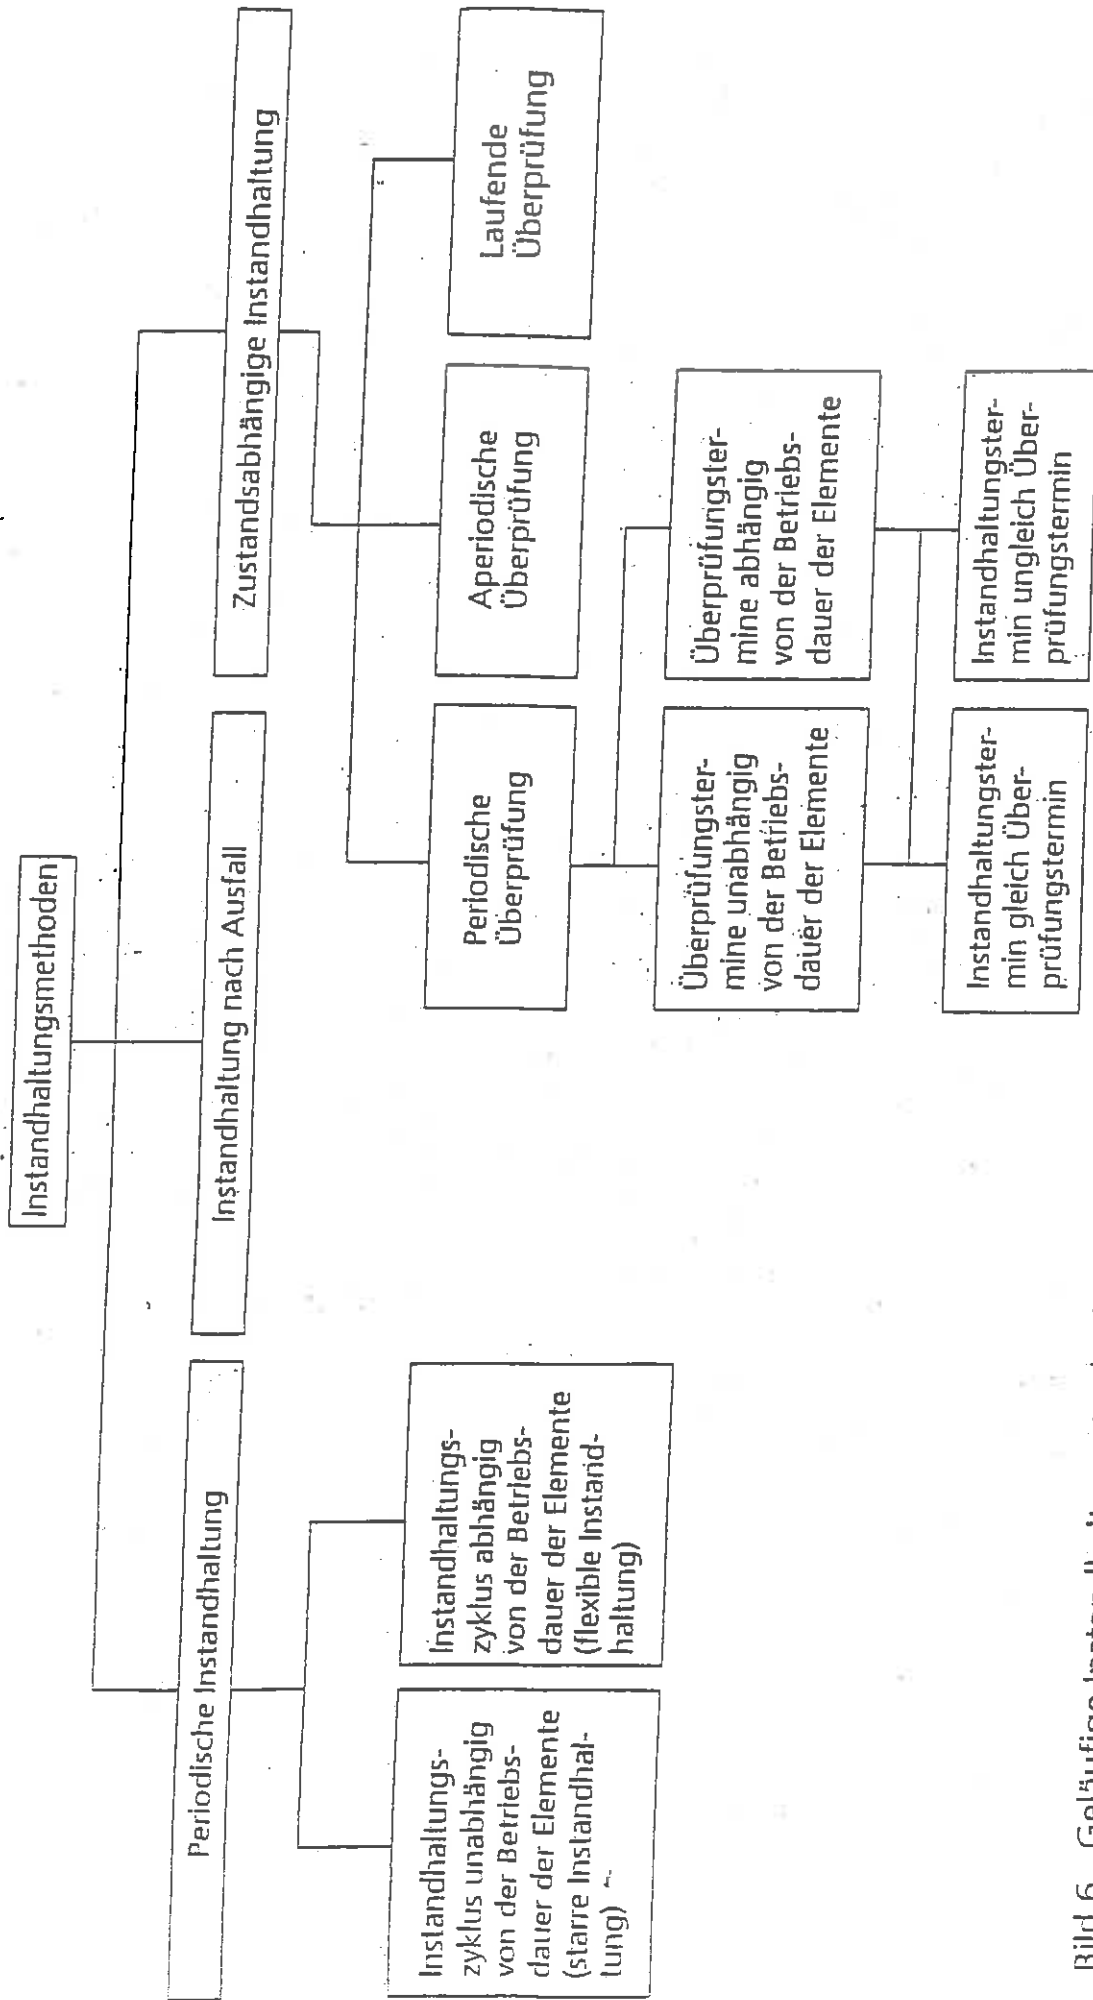 Instandhaltungsmethoden
Periodische Instandhaltung
Instandhaltung nach Ausfall
Zustandsabhängige Instandhaltung
Instandhaltungs-
zyklus unabhängig
von der Betriebs-
dauer der Elemente
(starre Instandhal-
tung)
Instandhaltungs-
zyklus abhängig
von der Betriebs-
dauer der Elemente
(flexible Instand-
haltung)
Periodische
Überprüfung
Aperiodische
Überprüfung
Laufende
Überprüfung
Überprüfungster-
mine unabhängig
von der Betriebs-
dauer der Elemente
Überprüfungster-
mine abhängig
von der Betriebs-
dauer der Elemente
Instandhaltungster-
min gleich Über-
prüfungstermin
Instandhaltungster-
min ungleich Über-
prüfungstermin
Bild 6 Geläufige